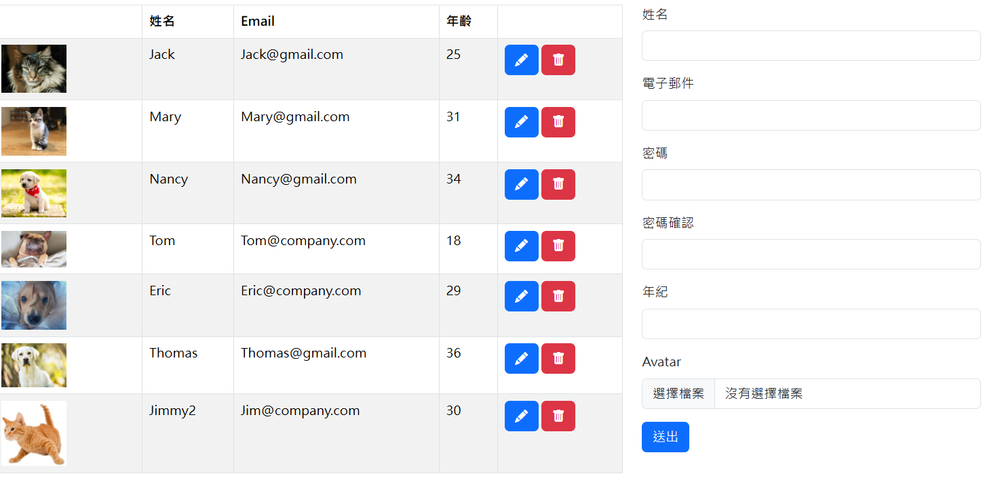 姓名 Email 年齡
Jack Jack@gmail.com 25
Mary Mary@gmail.com 31
Nancy Nancy@gmail.com 34
Tom Tom@company.com 18
Eric Eric@company.com 29
Thomas Thomas@gmail.com 36
Jimmy2 Jim@company.com 30
姓名
電子郵件
密碼
密碼確認
年紀
Avatar
選擇檔案 沒有選擇檔案
送出